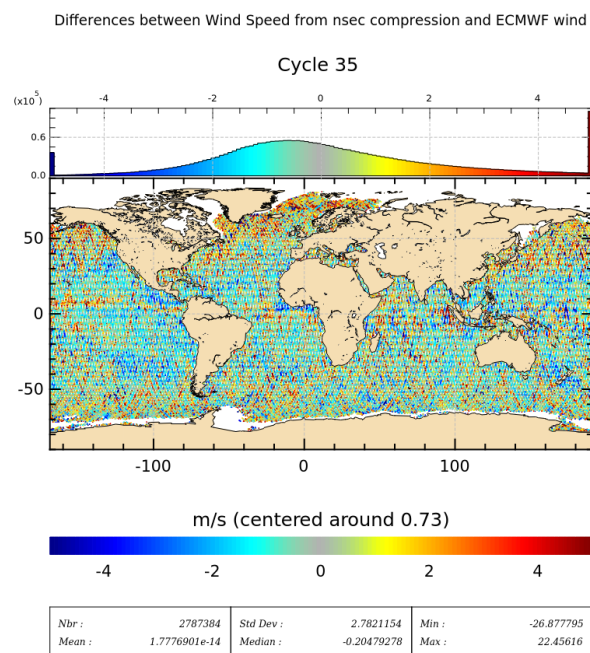 Differences between Wind Speed from nsec compression and ECMWF wind
Cycle 35
(x10⁵)
-4 -2 0 2 4
0.6
0.0
50
0
-50
-100 0 100
m/s (centered around 0.73)
-4 -2 0 2 4
Nbr : 2787384 Std Dev : 2.7821154 Min : -26.877795
Mean : 1.7776901e-14 Median : -0.20479278 Max : 22.45616